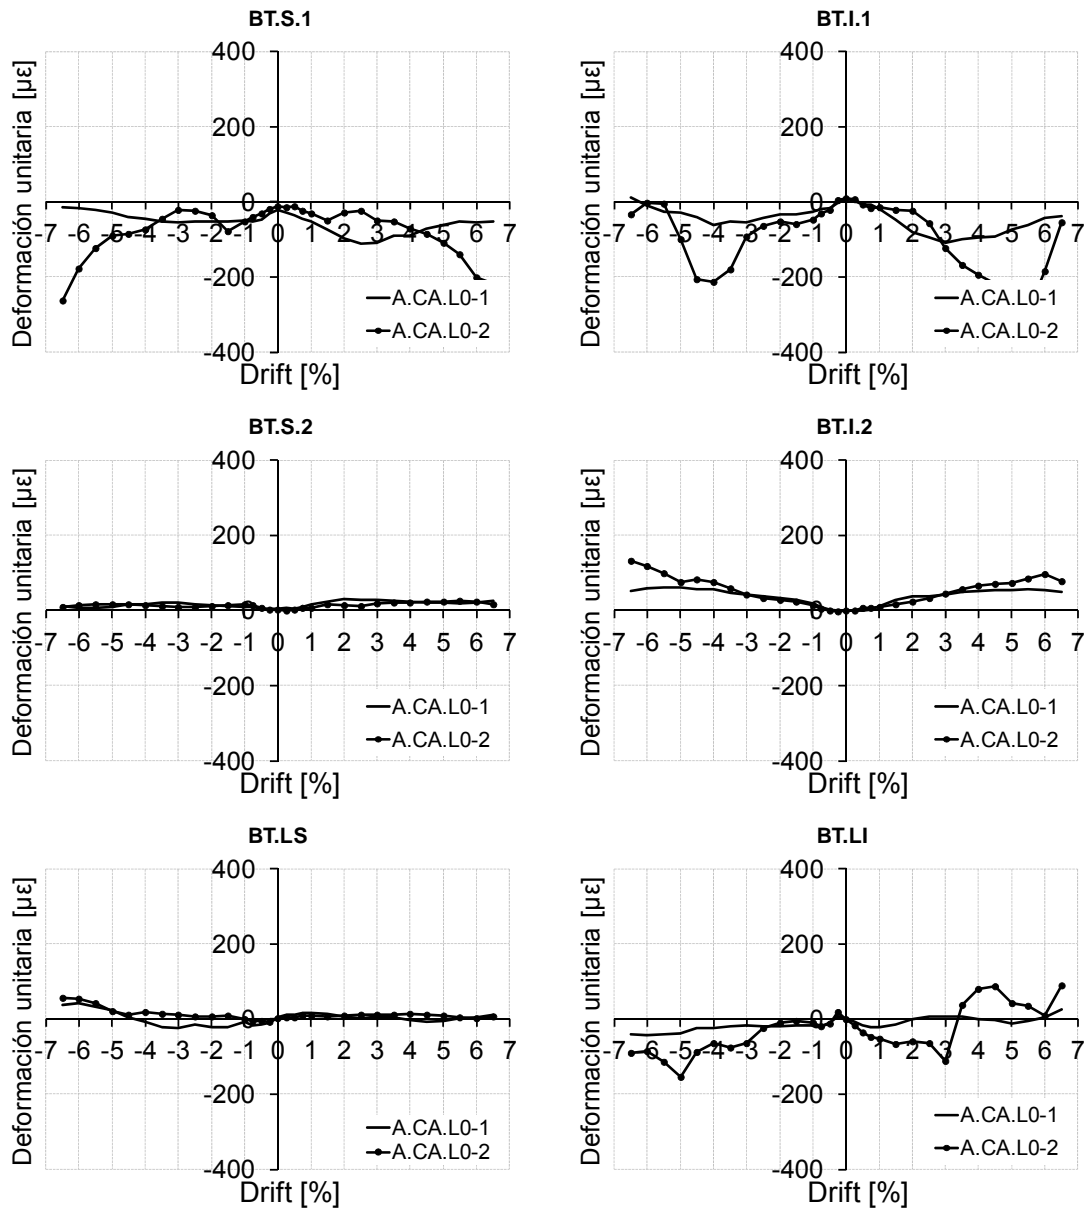 BT.S.1
Deformación unitaria [µε]
400
200
0
-200
-400
-7 -6 -5 -4 -3 -2 -1 0 1 2 3 4 5 6 7
A.CA.L0-1
A.CA.L0-2
Drift [%]
BT.I.1
Deformación unitaria [µε]
400
200
0
-200
-400
-7 -6 -5 -4 -3 -2 -1 0 1 2 3 4 5 6 7
A.CA.L0-1
A.CA.L0-2
Drift [%]
BT.S.2
Deformación unitaria [µε]
400
200
0
-200
-400
-7 -6 -5 -4 -3 -2 -1 0 1 2 3 4 5 6 7
A.CA.L0-1
A.CA.L0-2
Drift [%]
BT.I.2
Deformación unitaria [µε]
400
200
0
-200
-400
-7 -6 -5 -4 -3 -2 -1 0 1 2 3 4 5 6 7
A.CA.L0-1
A.CA.L0-2
Drift [%]
BT.LS
Deformación unitaria [µε]
400
200
0
-200
-400
-7 -6 -5 -4 -3 -2 -1 0 1 2 3 4 5 6 7
A.CA.L0-1
A.CA.L0-2
Drift [%]
BT.LI
Deformación unitaria [µε]
400
200
0
-200
-400
-7 -6 -5 -4 -3 -2 -1 0 1 2 3 4 5 6 7
A.CA.L0-1
A.CA.L0-2
Drift [%]